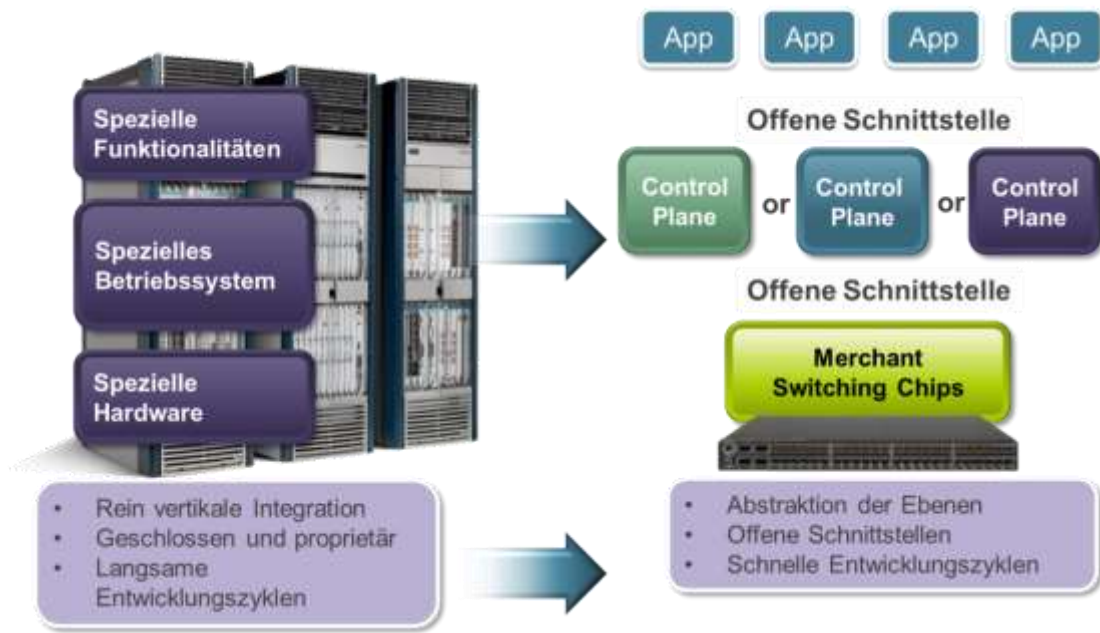 Spezielle
Funktionalitäten
Spezielles
Betriebssystem
Spezielle
Hardware
• Rein vertikale Integration
• Geschlossen und proprietär
• Langsame
Entwicklungszyklen
App App App App
Offene Schnittstelle
Control
Plane
or
Control
Plane
or
Control
Plane
Offene Schnittstelle
Merchant
Switching Chips
• Abstraktion der Ebenen
• Offene Schnittstellen
• Schnelle Entwicklungszyklen